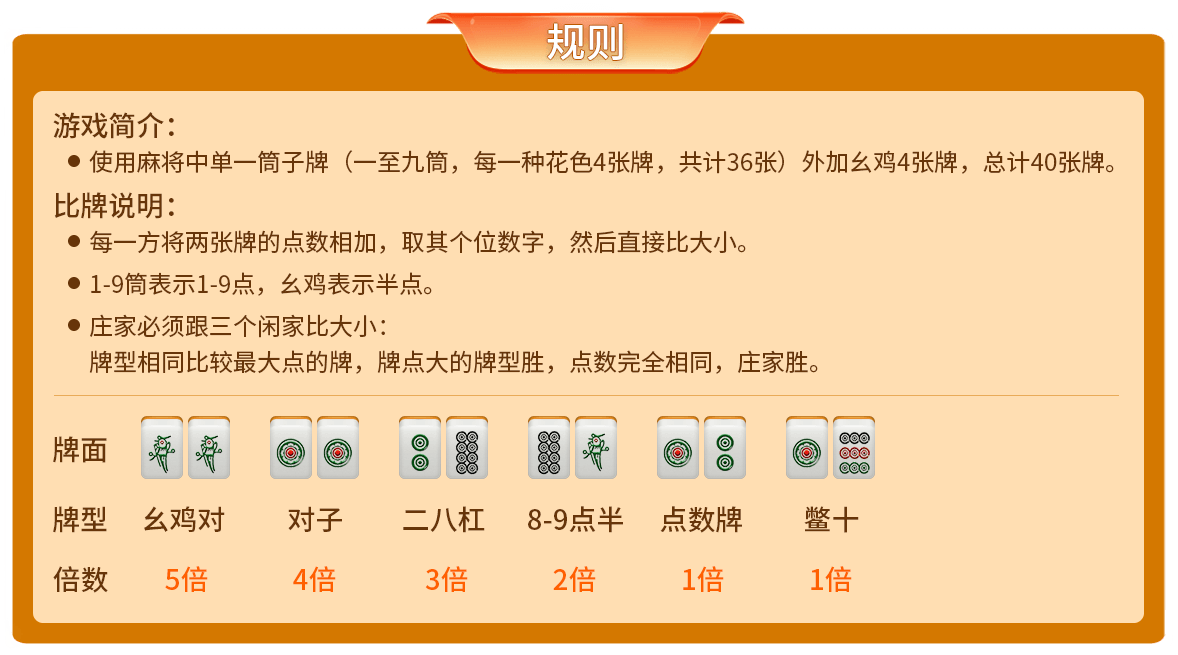 规则
游戏简介：
使用麻将中单一筒子牌（一至九筒，每一种花色4张牌，共计36张）外加幺鸡4张牌，总计40张牌。
比牌说明：
每一方将两张牌的点数相加，取其个位数字，然后直接比大小。
1-9筒表示1-9点，幺鸡表示半点。
庄家必须跟三个闲家比大小：
牌型相同比较最大点的牌，牌点大的牌型胜，点数完全相同，庄家胜。
牌面
牌型 幺鸡对 对子 二八杠 8-9点半 点数牌 鳖十
倍数 5倍 4倍 3倍 2倍 1倍 1倍